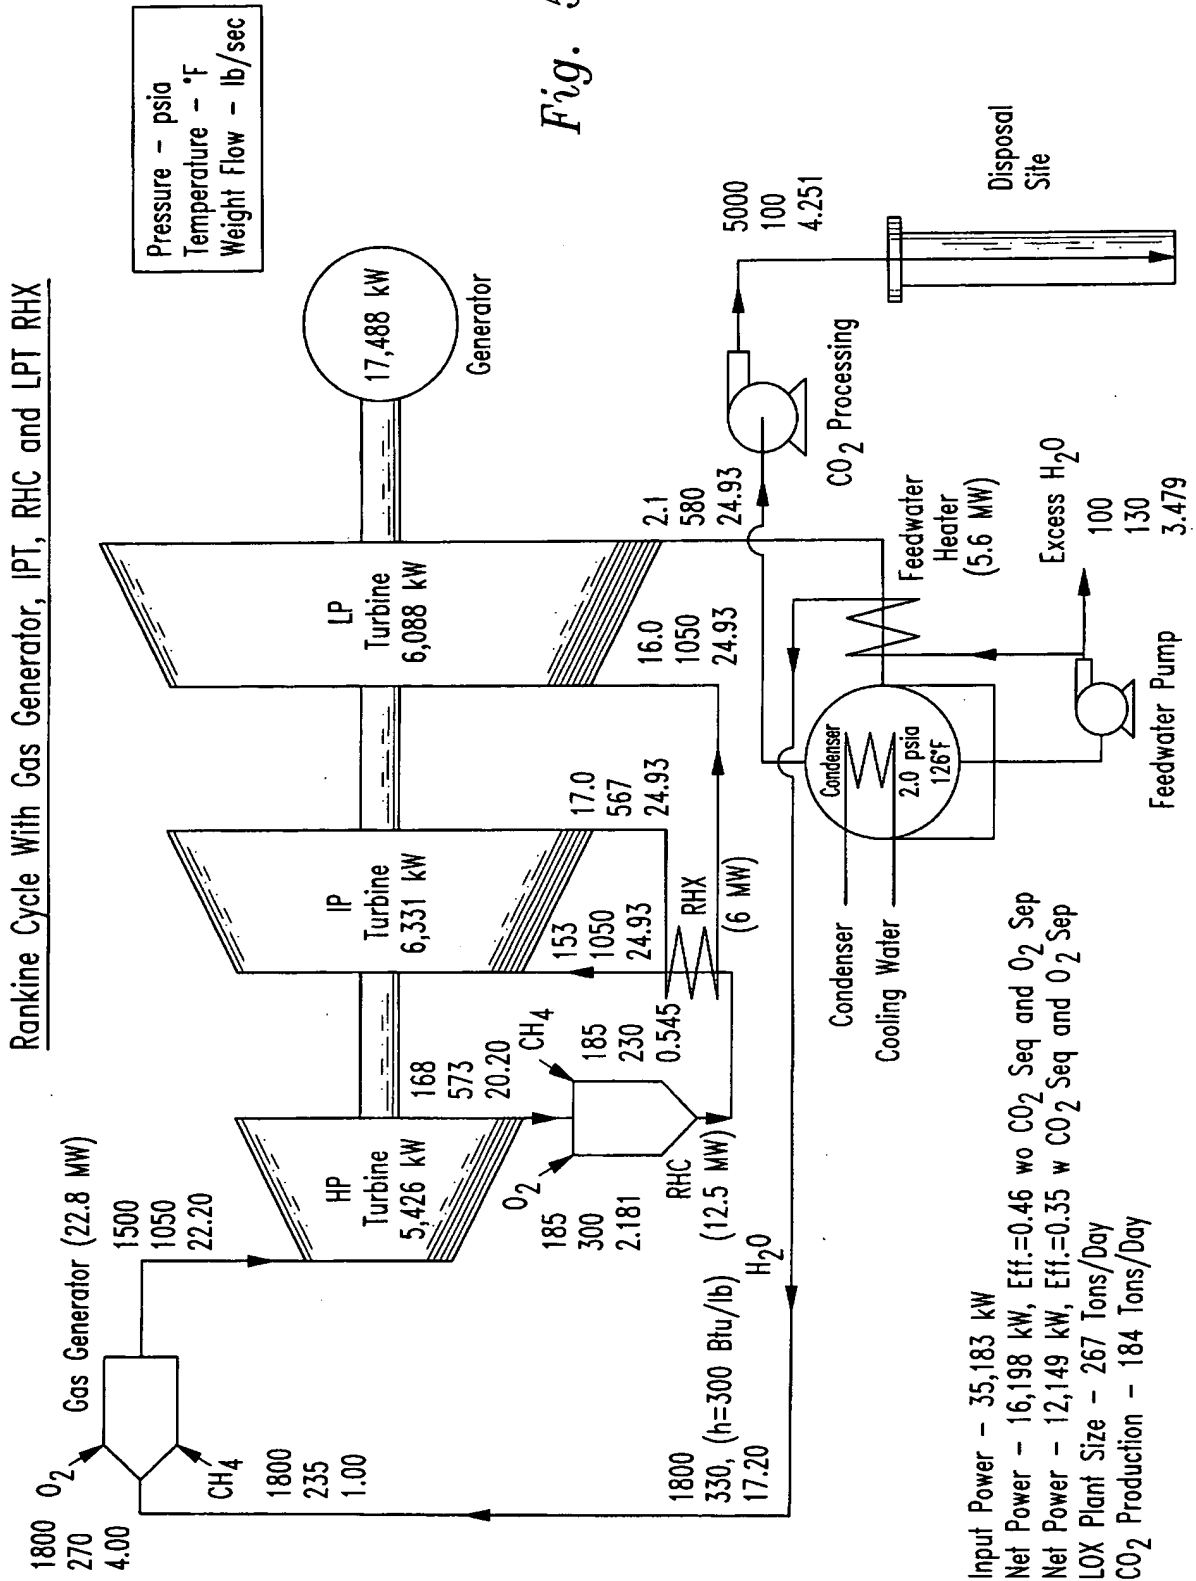 Rankine Cycle With Gas Generator, IPT, RHC and LPT RHX
Pressure - psia
Temperature - °F
Weight Flow - lb/sec
Fig. 5
1800
270
4.00
O2
Gas Generator (22.8 MW)
CH4
1800
235
1.00
1500
1050
22.20
HP
Turbine
5,426 kW
168
573
20.20
O2
185
300
2.181
CH4
185
230
0.545
RHC
(12.5 MW)
IP
Turbine
6,331 kW
153
1050
24.93
17.0
567
24.93
RHX
(6 MW)
LP
Turbine
6,088 kW
16.0
1050
24.93
2.1
580
24.93
17,488 kW
Generator
CO2 Processing
5000
100
4.251
Disposal
Site
Feedwater
Heater
(5.6 MW)
Condenser
2.0 psia
126°F
Condenser
Cooling Water
Excess H2O
100
130
3.479
Feedwater Pump
H2O
1800
330, (h=300 Btu/lb)
17.20
Input Power - 35,183 kW
Net Power - 16,198 kW, Eff.=0.46 wo CO2 Seq and O2 Sep
Net Power - 12,149 kW, Eff.=0.35 w CO2 Seq and O2 Sep
LOX Plant Size - 267 Tons/Day
CO2 Production - 184 Tons/Day